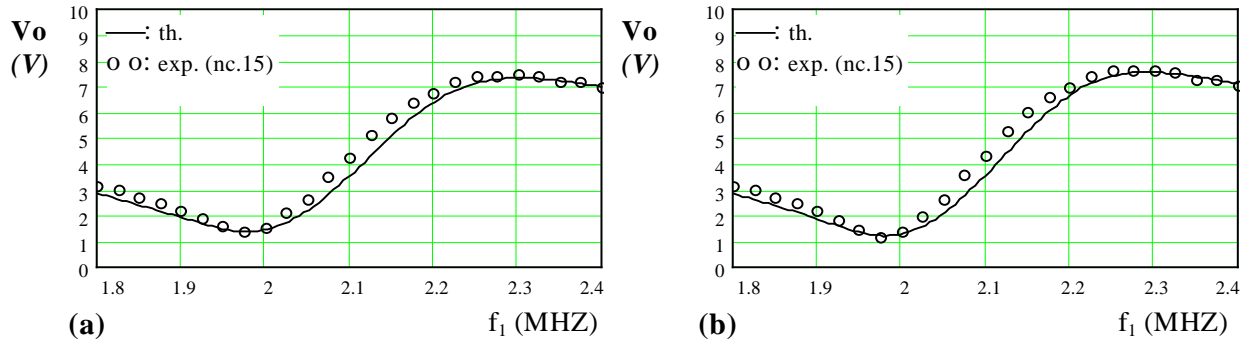 10
9
8
7
6
5
4
3
2
1
0
Vo
(V)
: th.
o o: exp. (nc.15)
1.8 1.9 2 2.1 2.2 2.3 2.4
(a) f1 (MHZ)
10
9
8
7
6
5
4
3
2
1
0
Vo
(V)
: th.
o o: exp. (nc.15)
1.8 1.9 2 2.1 2.2 2.3 2.4
(b) f1 (MHZ)